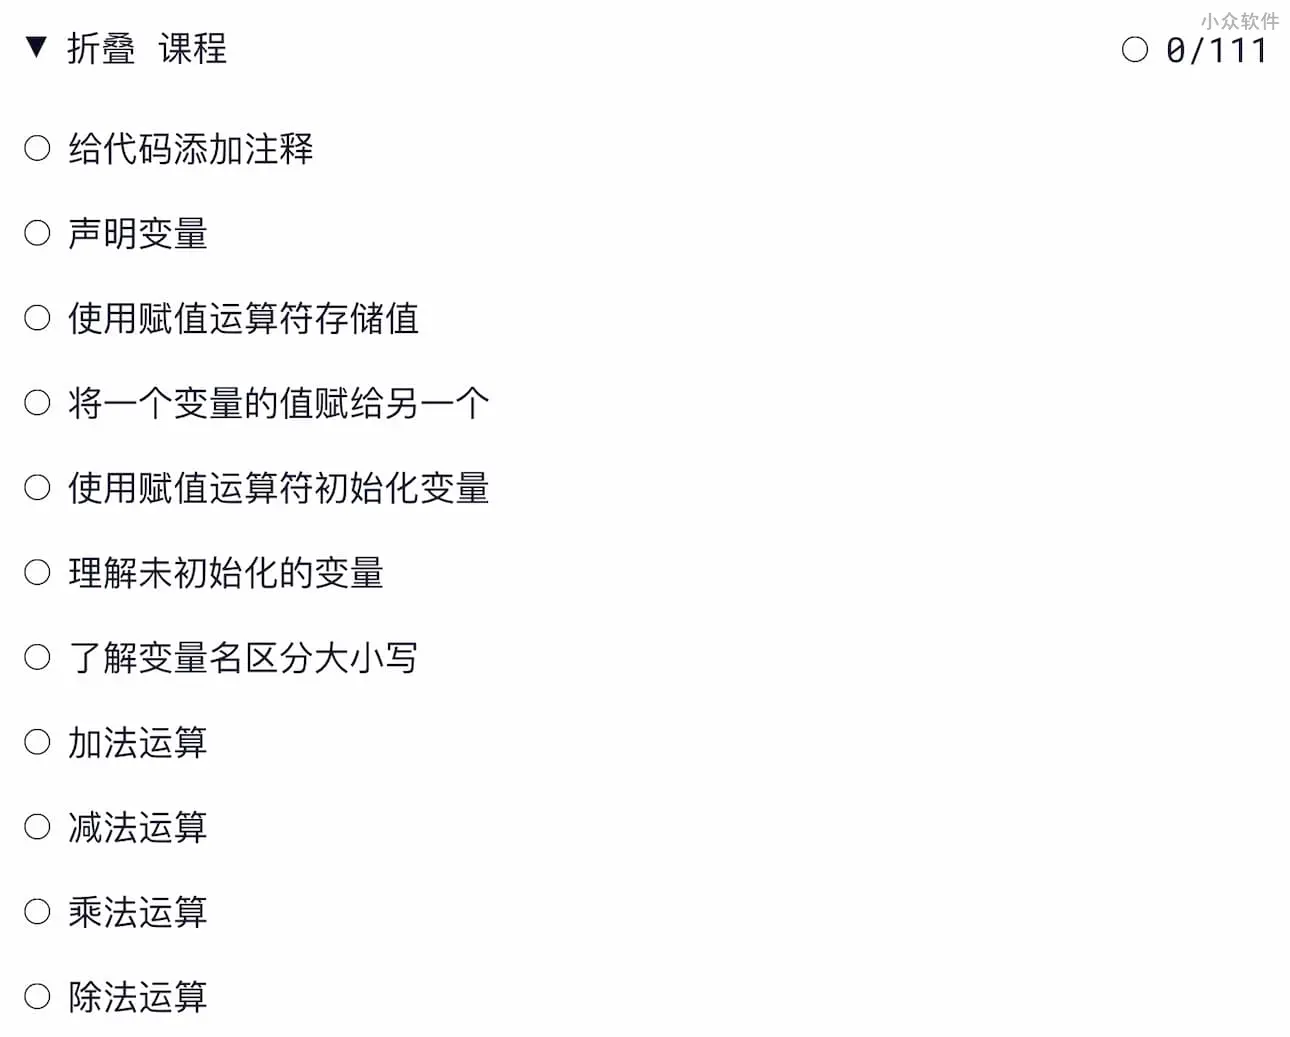 小众软件
▼ 折叠 课程
0/111
给代码添加注释
声明变量
使用赋值运算符存储值
将一个变量的值赋给另一个
使用赋值运算符初始化变量
理解未初始化的变量
了解变量名区分大小写
加法运算
减法运算
乘法运算
除法运算